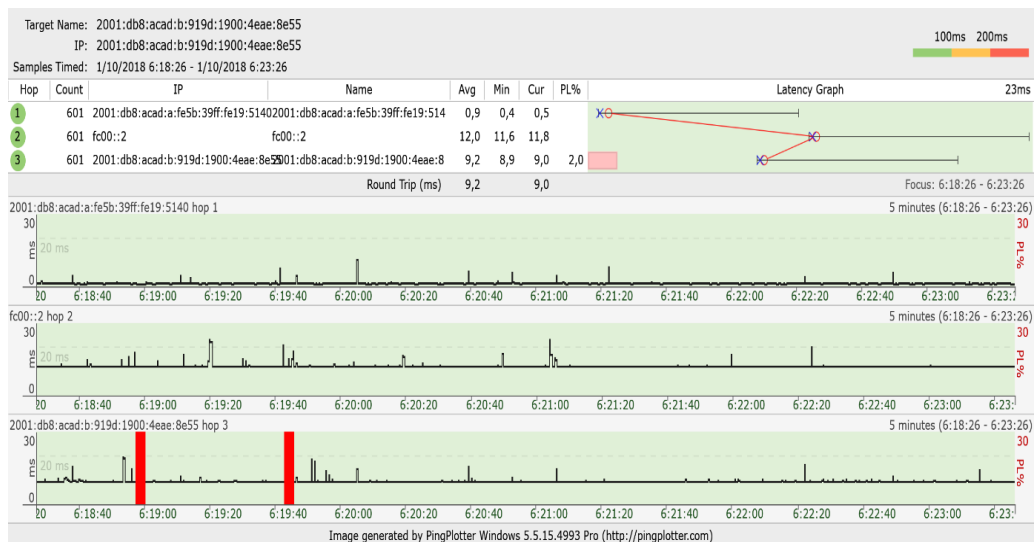 Target Name: 2001:db8:acad:b:919d:1900:4eae:8e55
IP: 2001:db8:acad:b:919d:1900:4eae:8e55
100ms 200ms
Samples Timed: 1/10/2018 6:18:26 - 1/10/2018 6:23:26
Hop Count IP Name Avg Min Cur PL% Latency Graph 23ms
1 601 2001:db8:acad:a:fe5b:39ff:fe19:5140 2001:db8:acad:a:fe5b:39ff:fe19:514 0,9 0,4 0,5
2 601 fc00::2 fc00::2 12,0 11,6 11,8
3 601 2001:db8:acad:b:919d:1900:4eae:8e55 2001:db8:acad:b:919d:1900:4eae:8 9,2 8,9 9,0 2,0
Round Trip (ms) 9,2 9,0 Focus: 6:18:26 - 6:23:26
2001:db8:acad:a:fe5b:39ff:fe19:5140 hop 1 5 minutes (6:18:26 - 6:23:26)
30 30
20 ms
ms PL%
0
20 6:18:40 6:19:00 6:19:20 6:19:40 6:20:00 6:20:20 6:20:40 6:21:00 6:21:20 6:21:40 6:22:00 6:22:20 6:22:40 6:23:00 6:23:
fc00::2 hop 2 5 minutes (6:18:26 - 6:23:26)
30 30
20 ms
ms PL%
0
20 6:18:40 6:19:00 6:19:20 6:19:40 6:20:00 6:20:20 6:20:40 6:21:00 6:21:20 6:21:40 6:22:00 6:22:20 6:22:40 6:23:00 6:23:
2001:db8:acad:b:919d:1900:4eae:8e55 hop 3 5 minutes (6:18:26 - 6:23:26)
30 30
20 ms
ms PL%
0
20 6:18:40 6:19:00 6:19:20 6:19:40 6:20:00 6:20:20 6:20:40 6:21:00 6:21:20 6:21:40 6:22:00 6:22:20 6:22:40 6:23:00 6:23:
Image generated by PingPlotter Windows 5.5.15.4993 Pro (http://pingplotter.com)